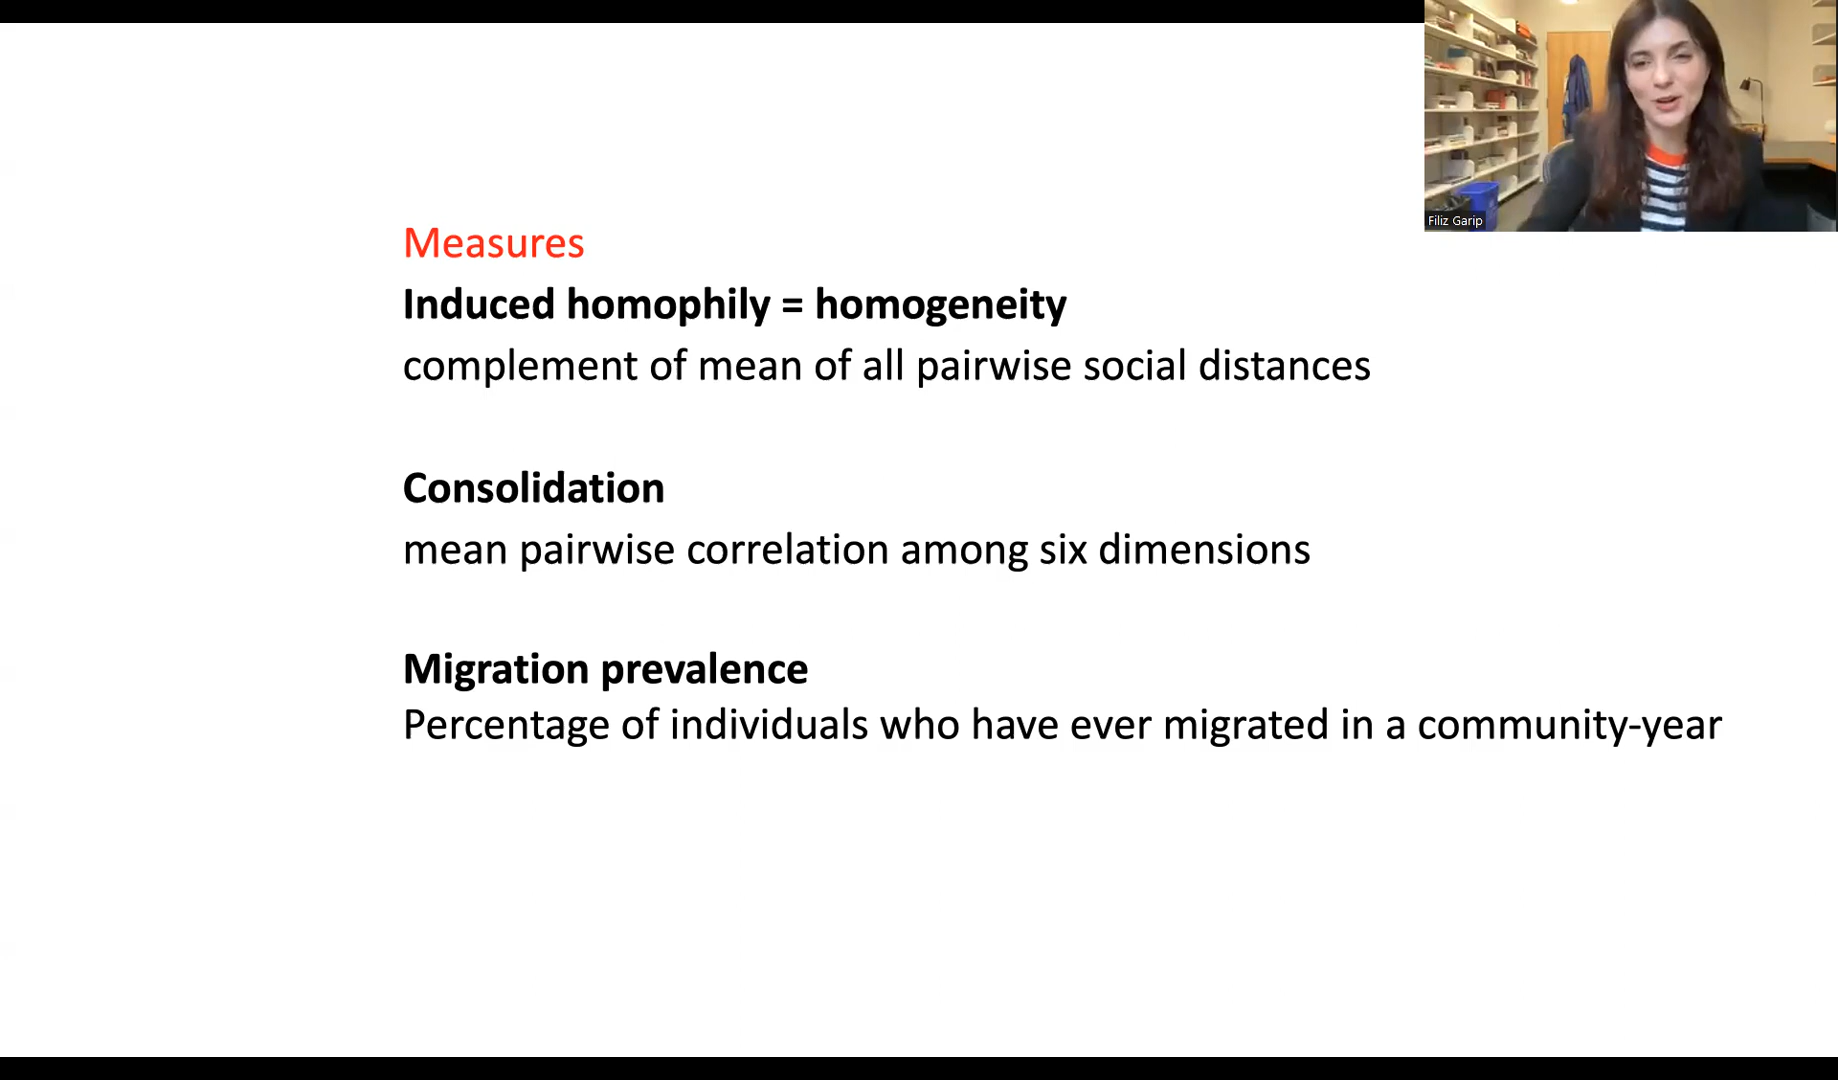 Filiz Garip
Measures
Induced homophily = homogeneity
complement of mean of all pairwise social distances
Consolidation
mean pairwise correlation among six dimensions
Migration prevalence
Percentage of individuals who have ever migrated in a community-year